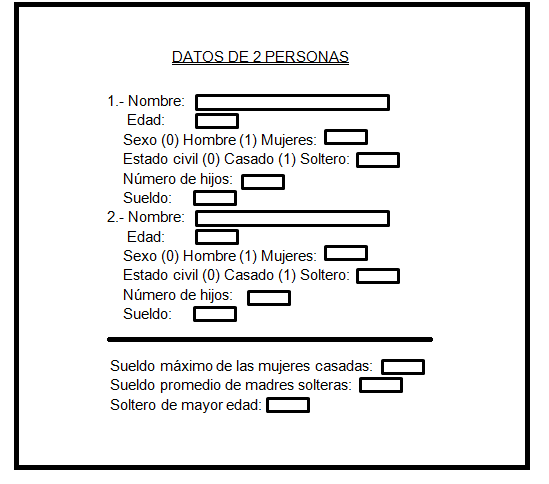 DATOS DE 2 PERSONAS
1.- Nombre:
Edad:
Sexo (0) Hombre (1) Mujeres:
Estado civil (0) Casado (1) Soltero:
Número de hijos:
Sueldo:
2.- Nombre:
Edad:
Sexo (0) Hombre (1) Mujeres:
Estado civil (0) Casado (1) Soltero:
Número de hijos:
Sueldo:
Sueldo máximo de las mujeres casadas:
Sueldo promedio de madres solteras:
Soltero de mayor edad: